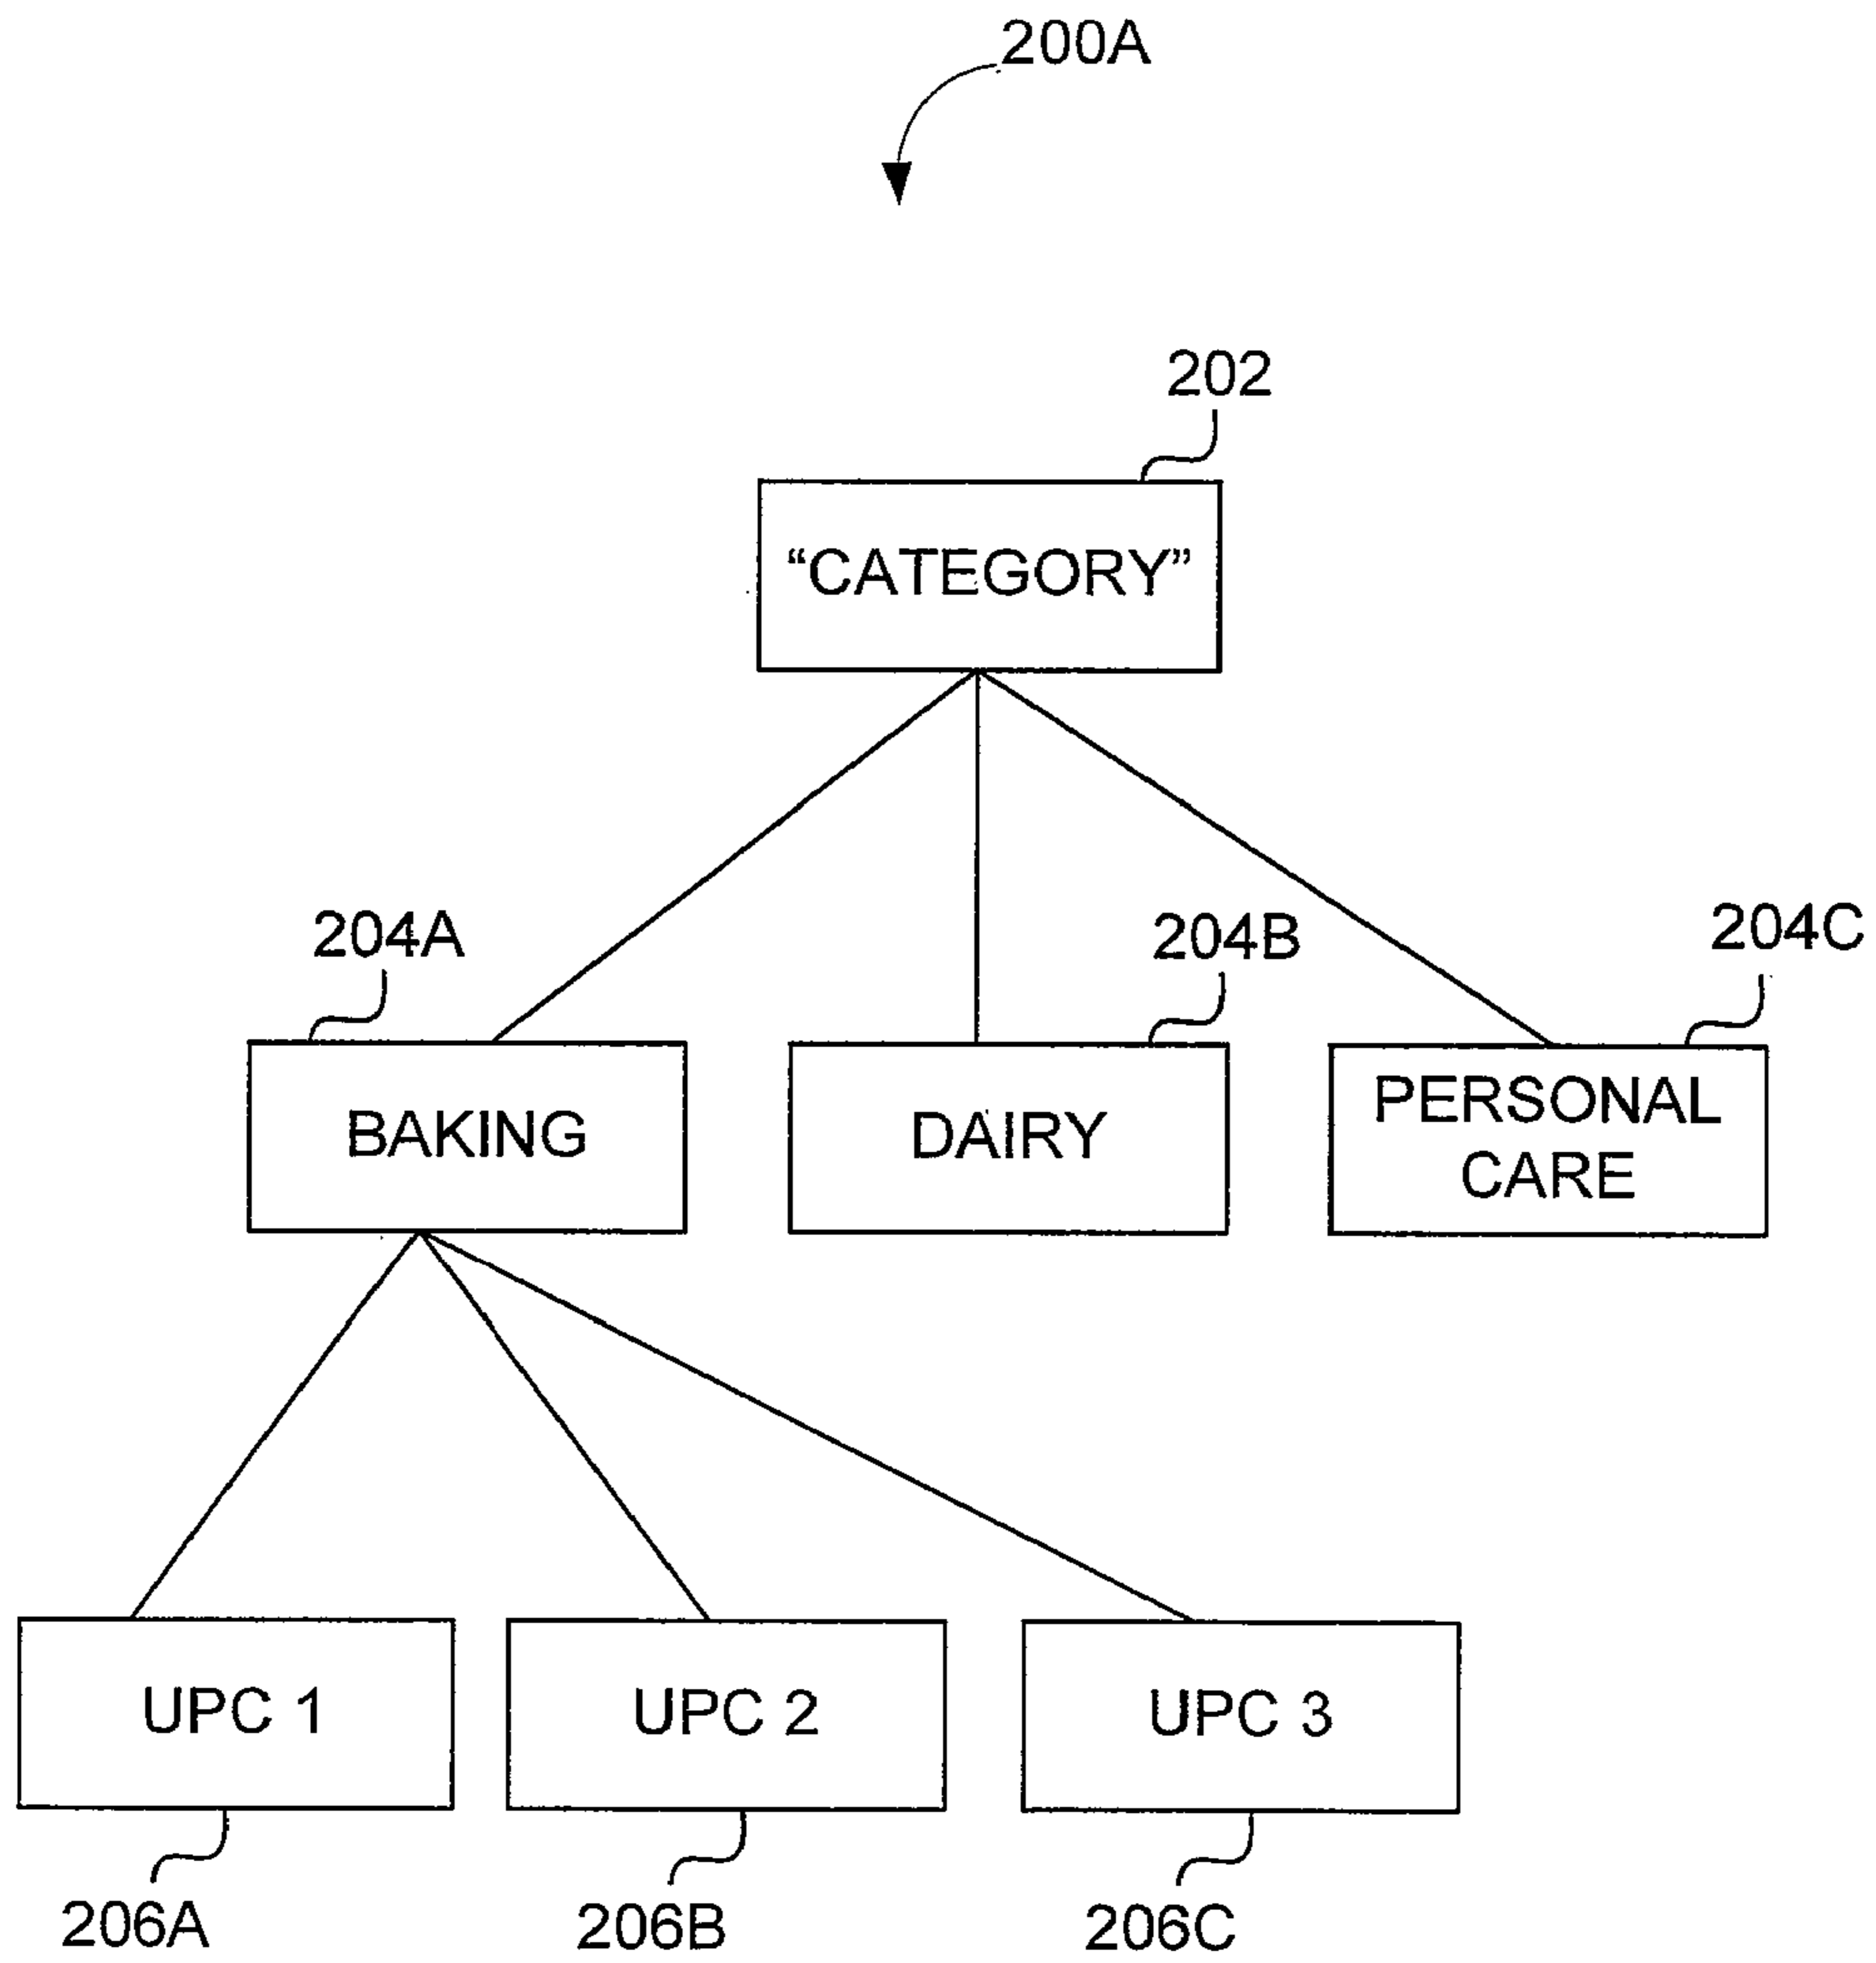 200A
202
“CATEGORY”
204A
204B
204C
BAKING
DAIRY
PERSONAL
CARE
UPC 1
UPC 2
UPC 3
206A
206B
206C